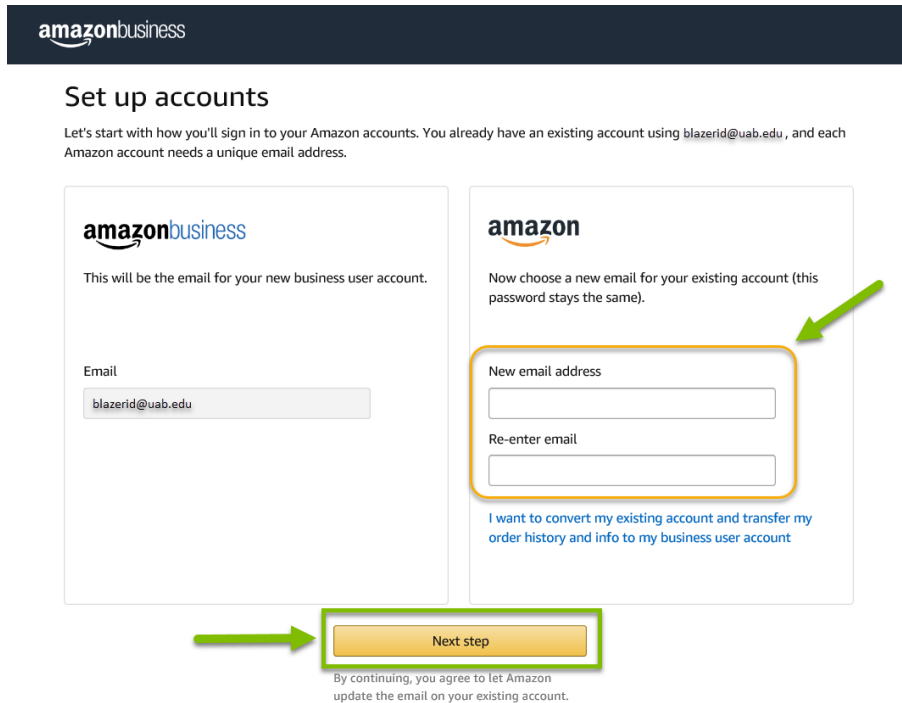 amazonbusiness
Set up accounts
Let's start with how you'll sign in to your Amazon accounts. You already have an existing account using blazerid@uab.edu, and each
Amazon account needs a unique email address.
amazonbusiness
This will be the email for your new business user account.
Email
blazerid@uab.edu
amazon
Now choose a new email for your existing account (this
password stays the same).
New email address
Re-enter email
I want to convert my existing account and transfer my
order history and info to my business user account
Next step
By continuing, you agree to let Amazon
update the email on your existing account.